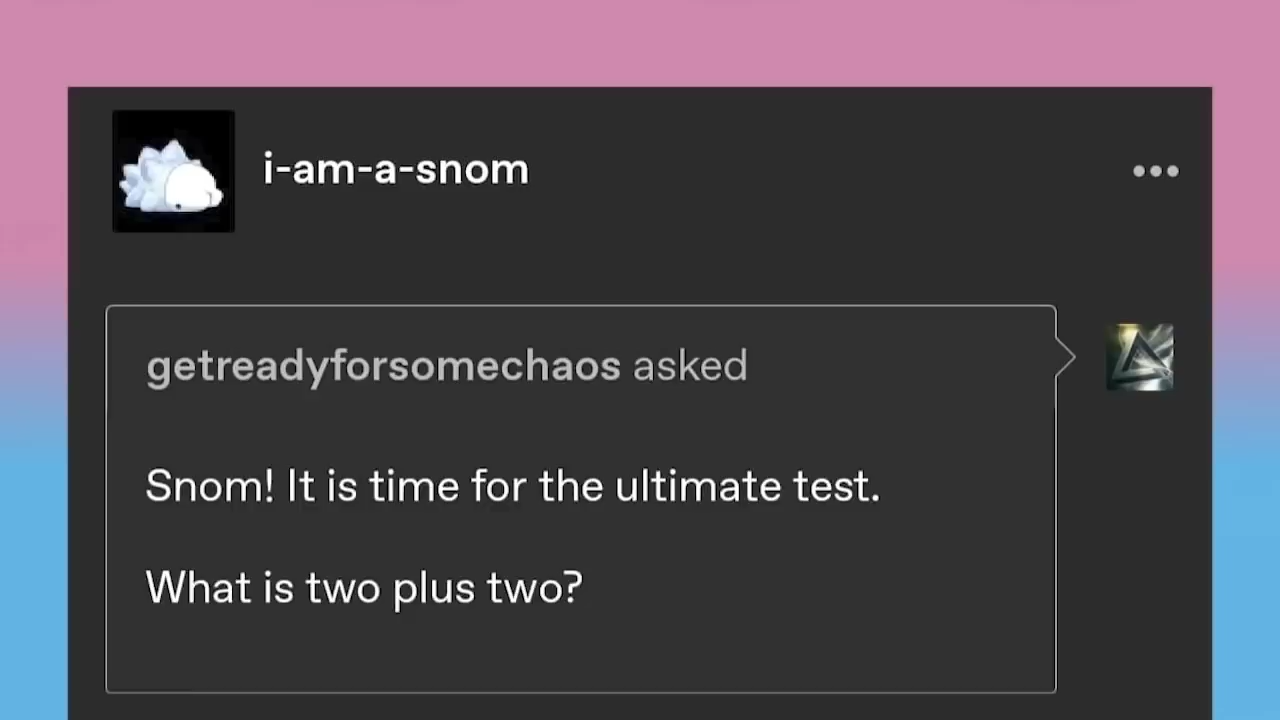 i-am-a-snom
getreadyforsomechaos asked
Snom! It is time for the ultimate test.
What is two plus two?